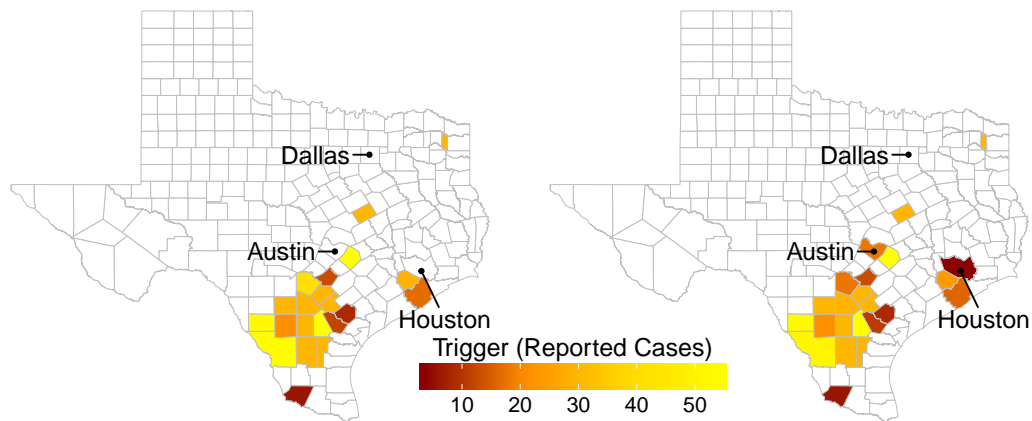 Dallas
Dallas
Austin
Austin
Houston
Houston
Trigger (Reported Cases)
10 20 30 40 50